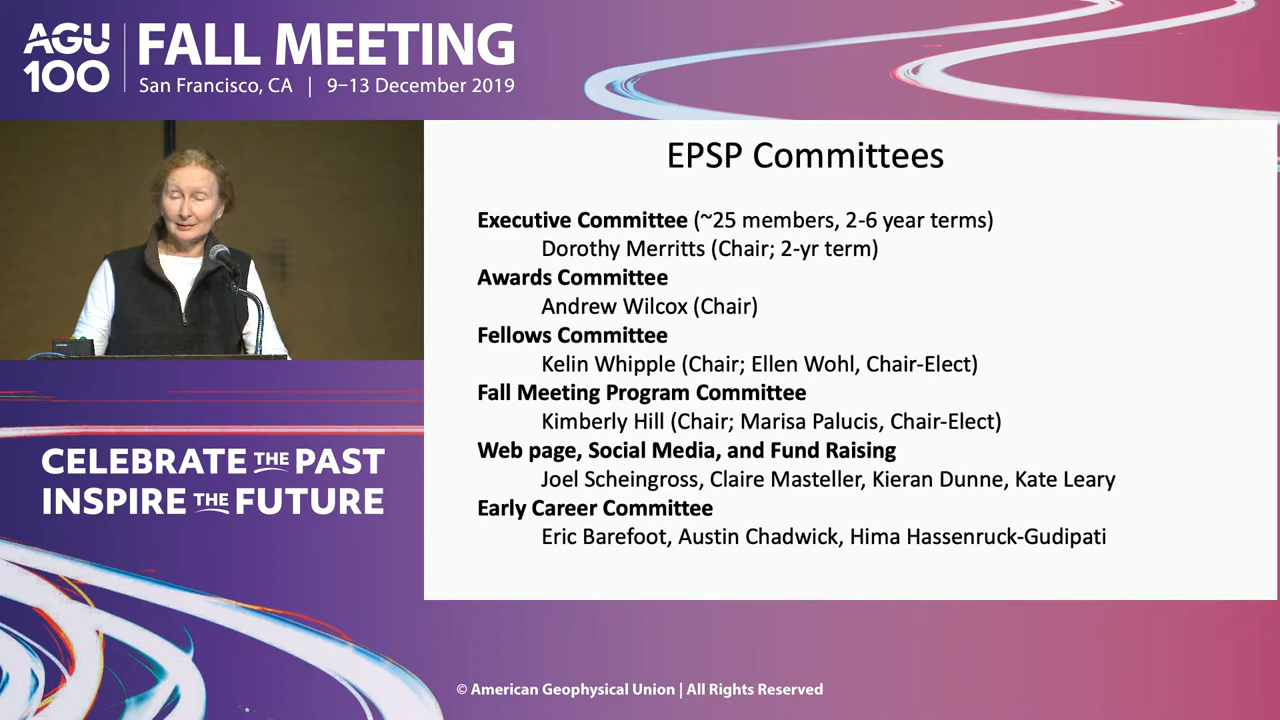 AGU
100
FALL MEETING
San Francisco, CA | 9–13 December 2019
EPSP Committees
Executive Committee (~25 members, 2-6 year terms)
Dorothy Merritts (Chair; 2-yr term)
Awards Committee
Andrew Wilcox (Chair)
Fellows Committee
Kelin Whipple (Chair; Ellen Wohl, Chair-Elect)
Fall Meeting Program Committee
Kimberly Hill (Chair; Marisa Palucis, Chair-Elect)
Web page, Social Media, and Fund Raising
Joel Scheingross, Claire Masteller, Kieran Dunne, Kate Leary
Early Career Committee
Eric Barefoot, Austin Chadwick, Hima Hassenruck-Gudipati
CELEBRATE THE PAST
INSPIRE THE FUTURE
© American Geophysical Union | All Rights Reserved